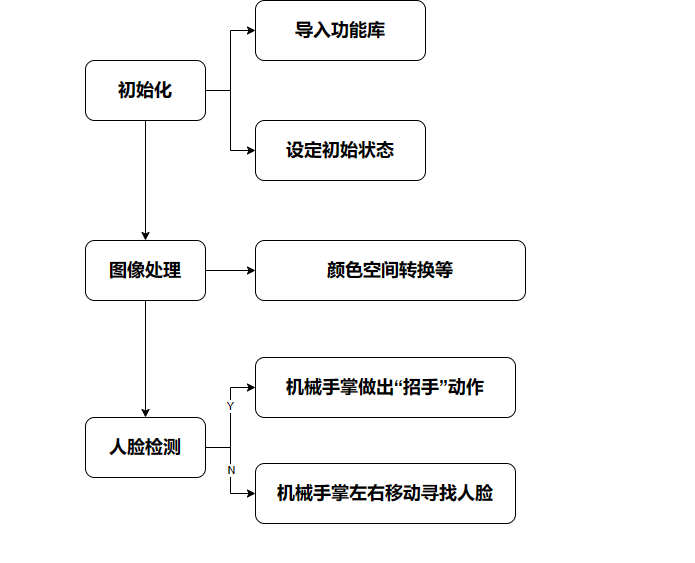 导入功能库
初始化
设定初始状态
图像处理
颜色空间转换等
机械手掌做出“招手”动作
Y
人脸检测
N
机械手掌左右移动寻找人脸